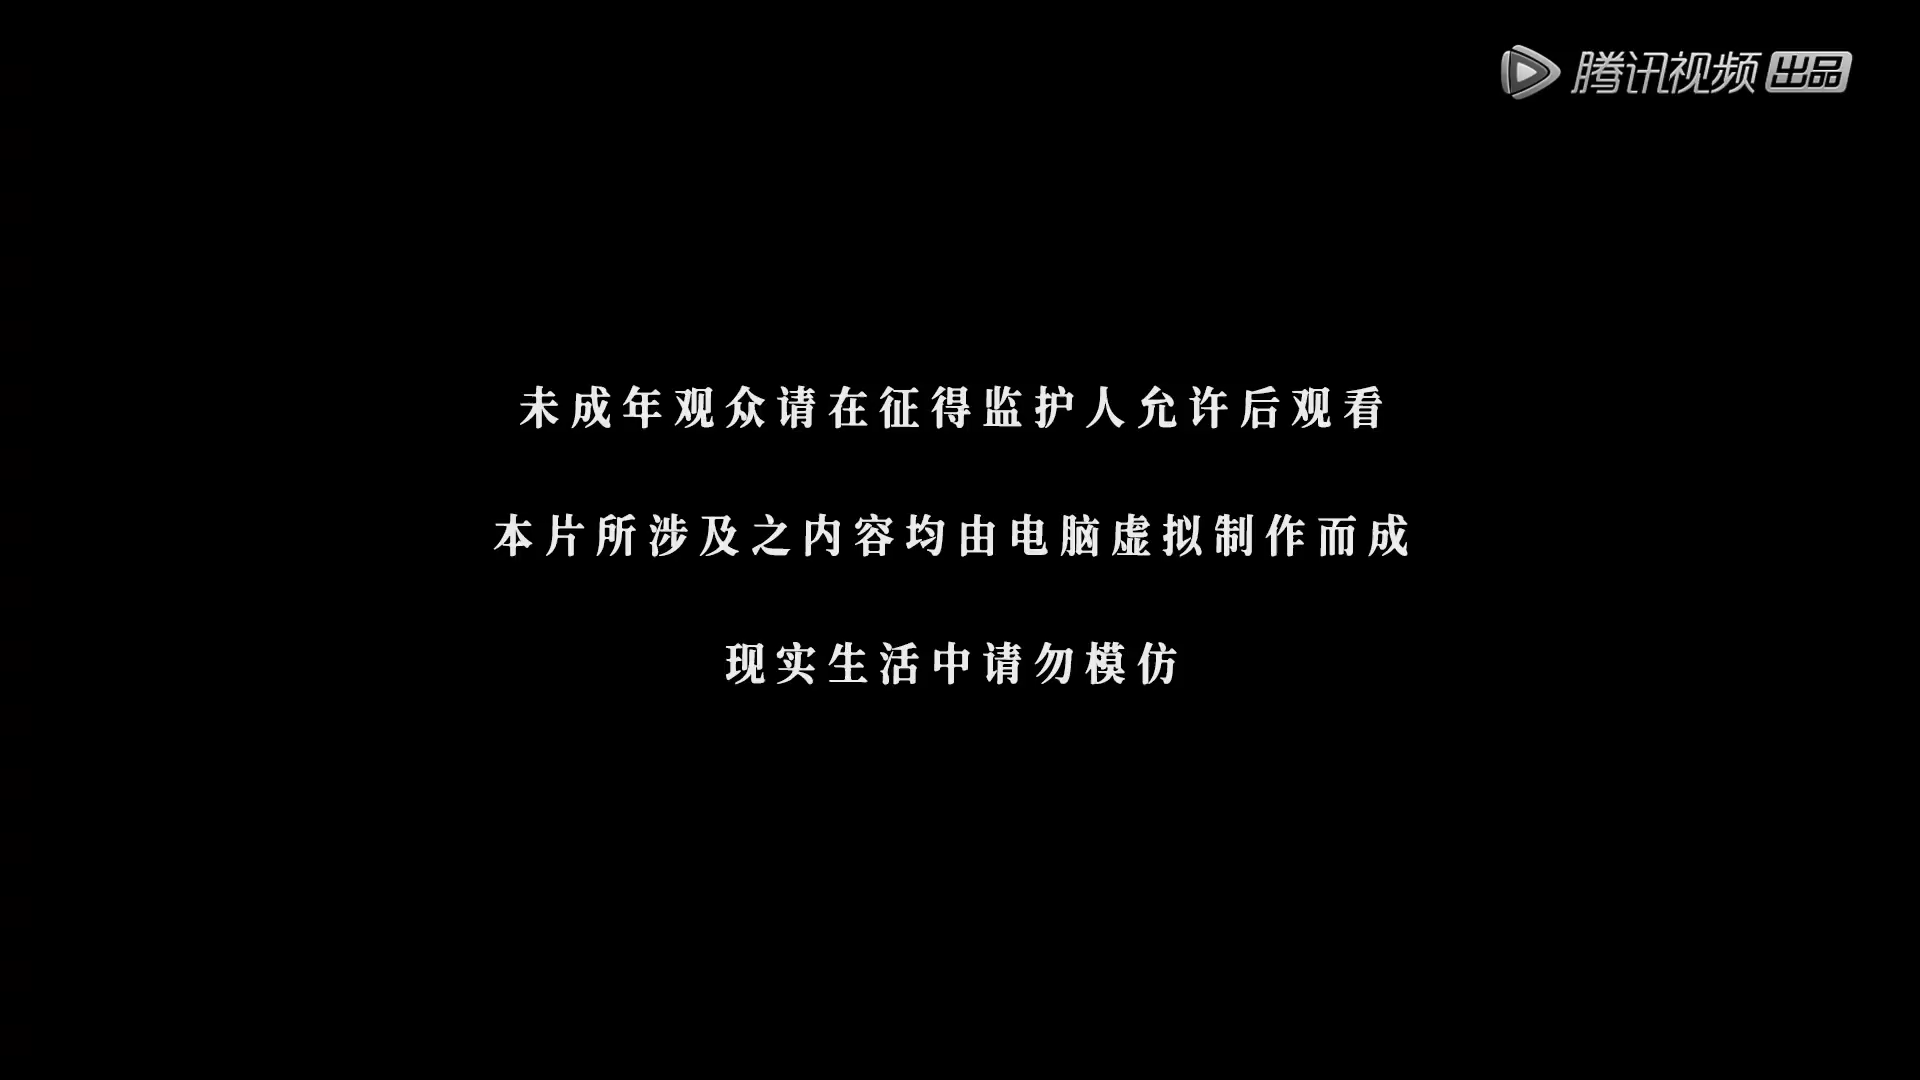 腾讯视频 出品
未成年观众请在征得监护人允许后观看
本片所涉及之内容均由电脑虚拟制作而成
现实生活中请勿模仿